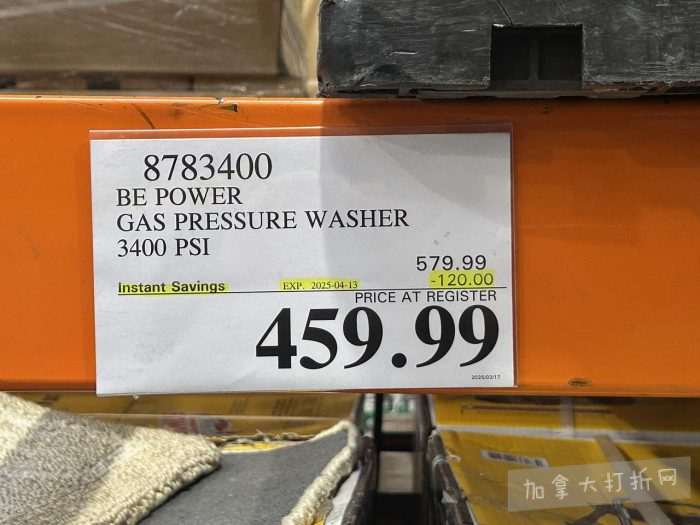 8783400
BE POWER
GAS PRESSURE WASHER
3400 PSI
579.99
Instant Savings EXP. 2025-04-13 -120.00
PRICE AT REGISTER
459.99
2025/03/17
加拿大打折网